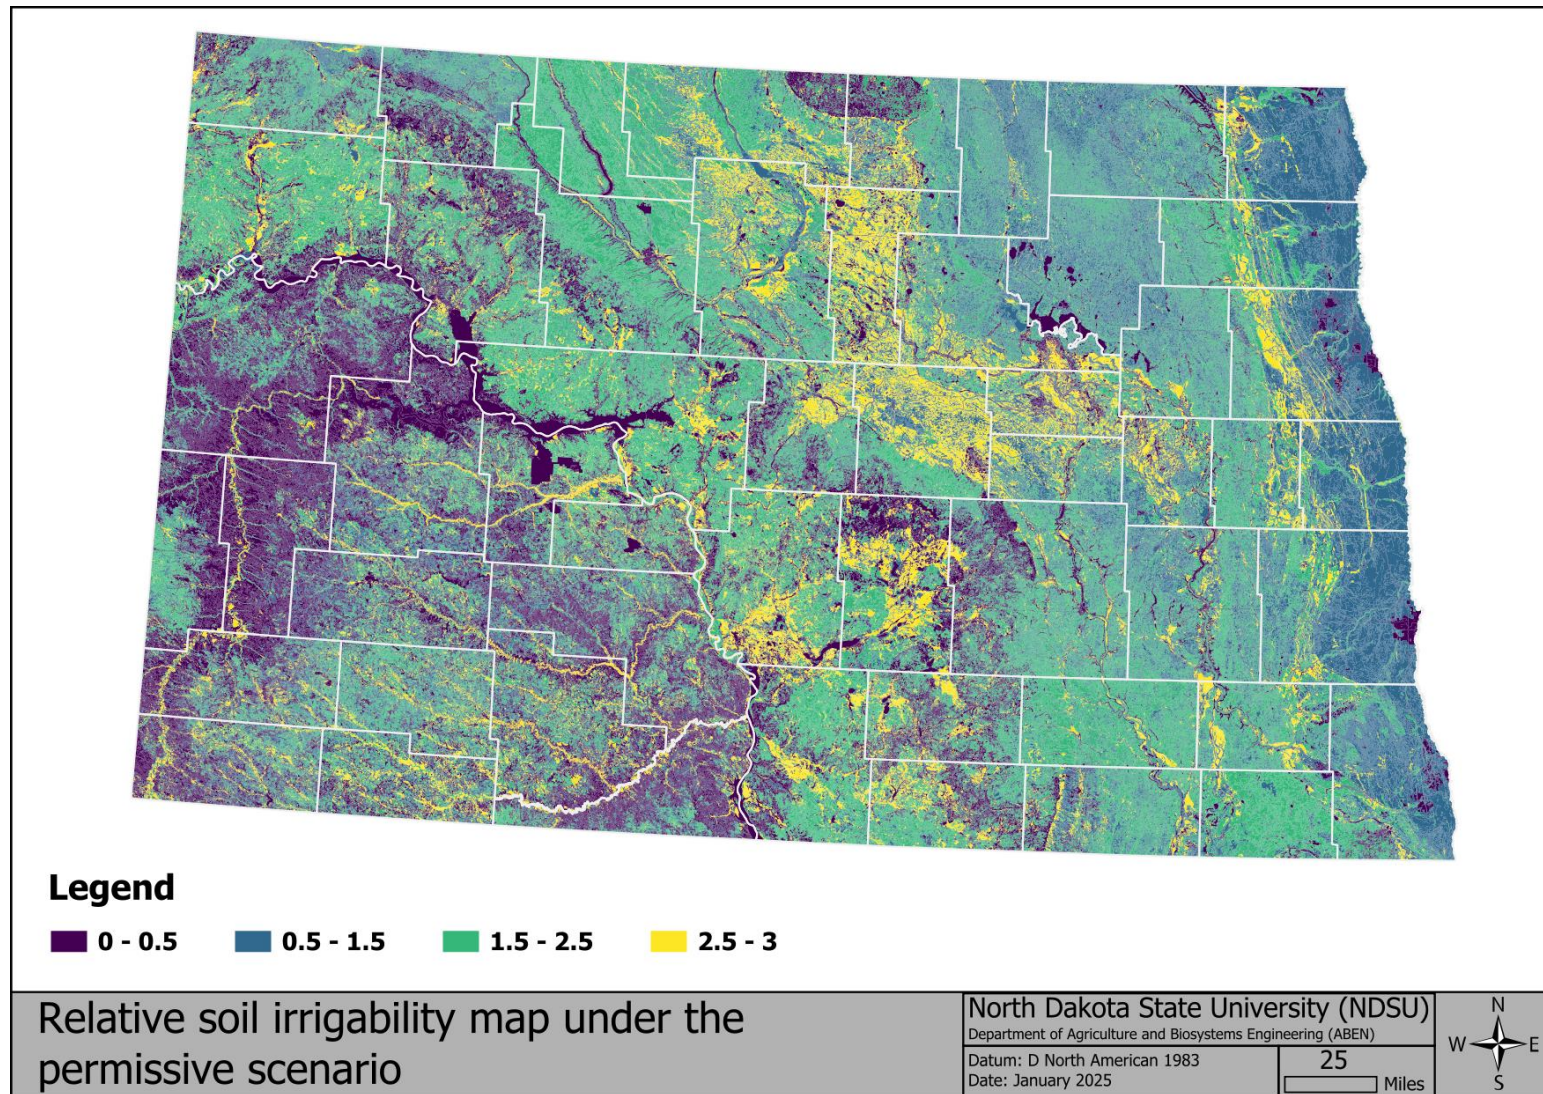 Legend
0 - 0.5
0.5 - 1.5
1.5 - 2.5
2.5 - 3
Relative soil irrigability map under the
permissive scenario
North Dakota State University (NDSU)
Department of Agriculture and Biosystems Engineering (ABEN)
Datum: D North American 1983
Date: January 2025
25
Miles
N
W
E
S